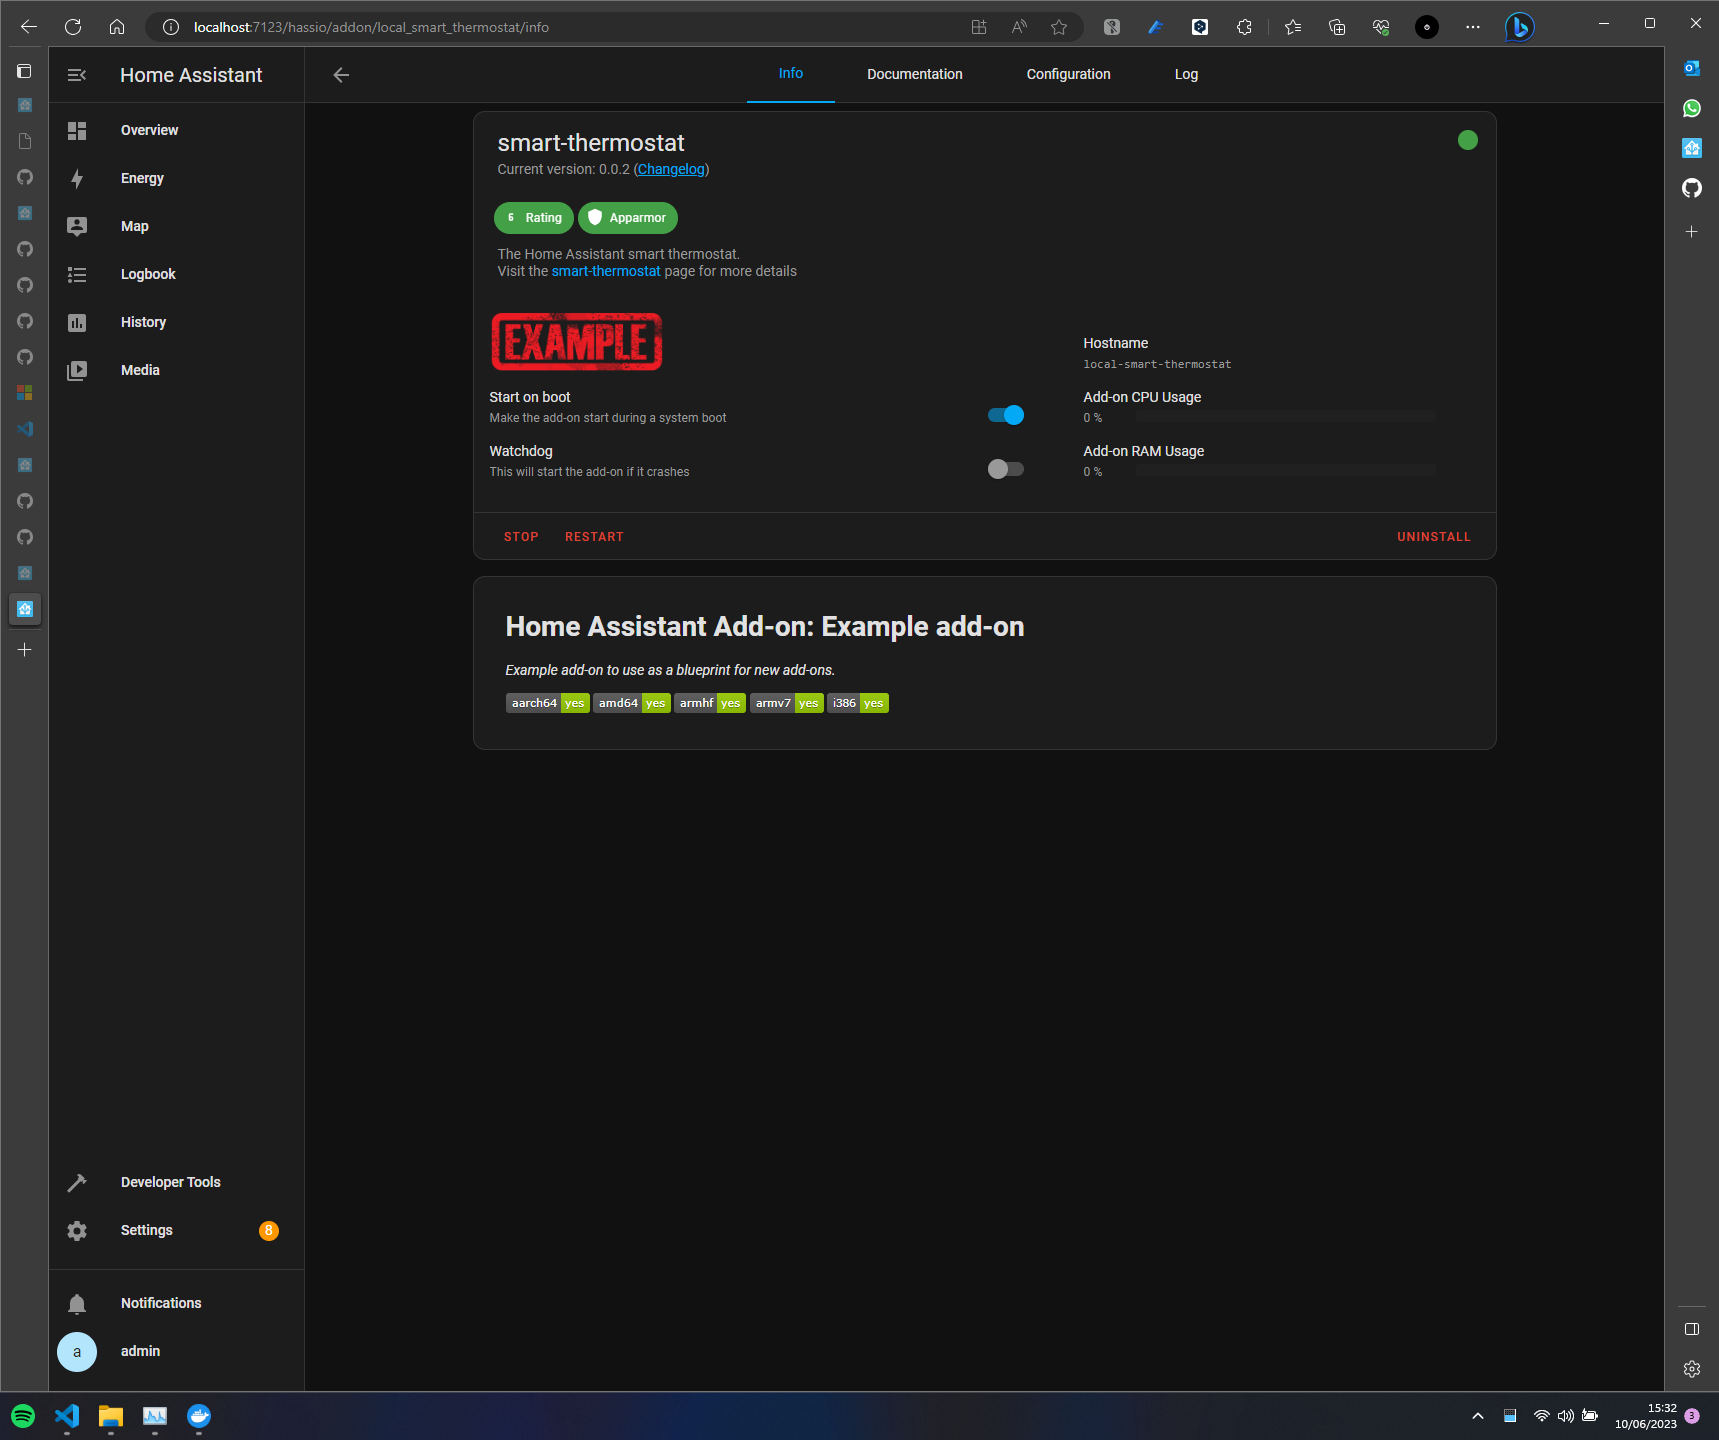 localhost:7123/hassio/addon/local_smart_thermostat/info
Home Assistant
Info
Documentation
Configuration
Log
Overview
Energy
Map
Logbook
History
Media
smart-thermostat
Current version: 0.0.2 (Changelog)
Rating
Apparmor
The Home Assistant smart thermostat.
Visit the smart-thermostat page for more details
EXAMPLE
Hostname
local-smart-thermostat
Start on boot
Make the add-on start during a system boot
Add-on CPU Usage
0 %
Watchdog
This will start the add-on if it crashes
Add-on RAM Usage
0 %
STOP
RESTART
UNINSTALL
Home Assistant Add-on: Example add-on
Example add-on to use as a blueprint for new add-ons.
aarch64 yes
amd64 yes
armhf yes
armv7 yes
i386 yes
Developer Tools
Settings
8
Notifications
a
admin
15:32
10/06/2023
3